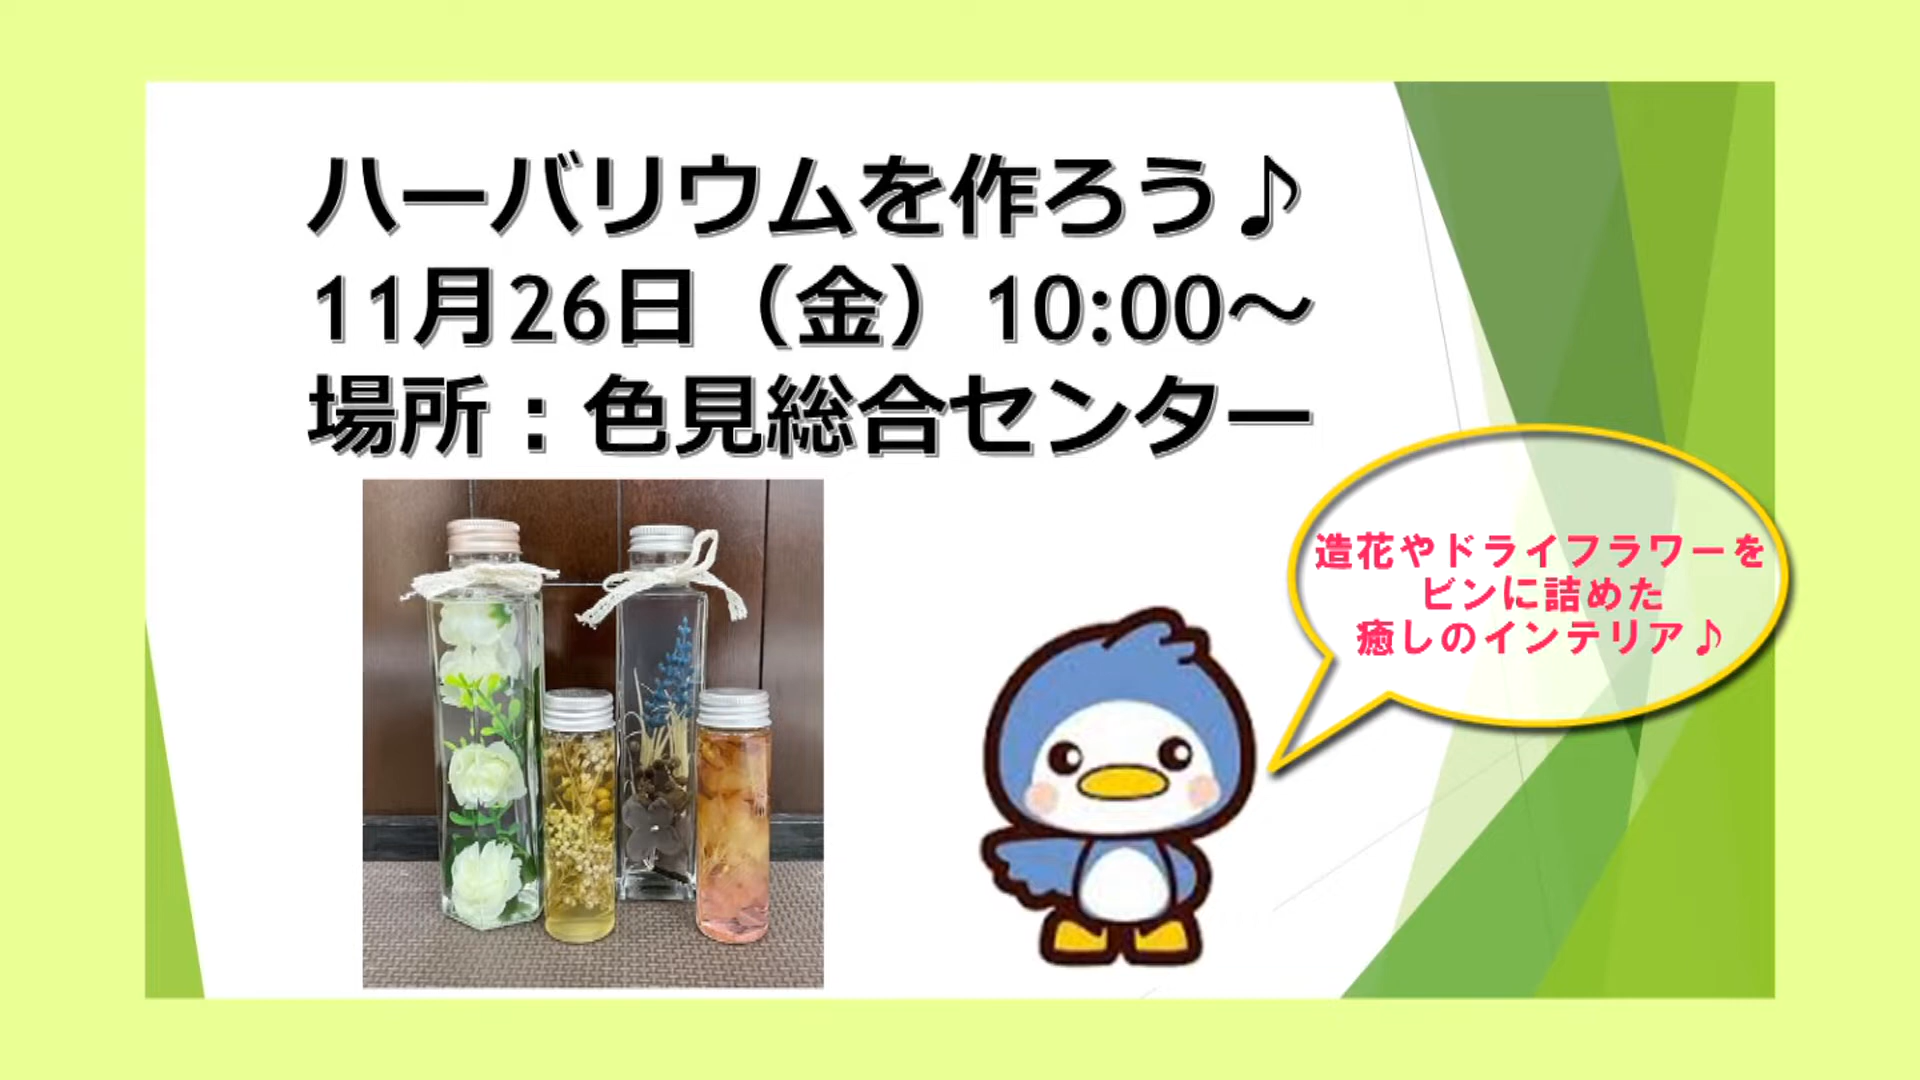 ハーバリウムを作ろう♪
11月26日（金）10:00～
場所：色見総合センター
造花やドライフラワーを
ビンに詰めた
癒しのインテリア♪